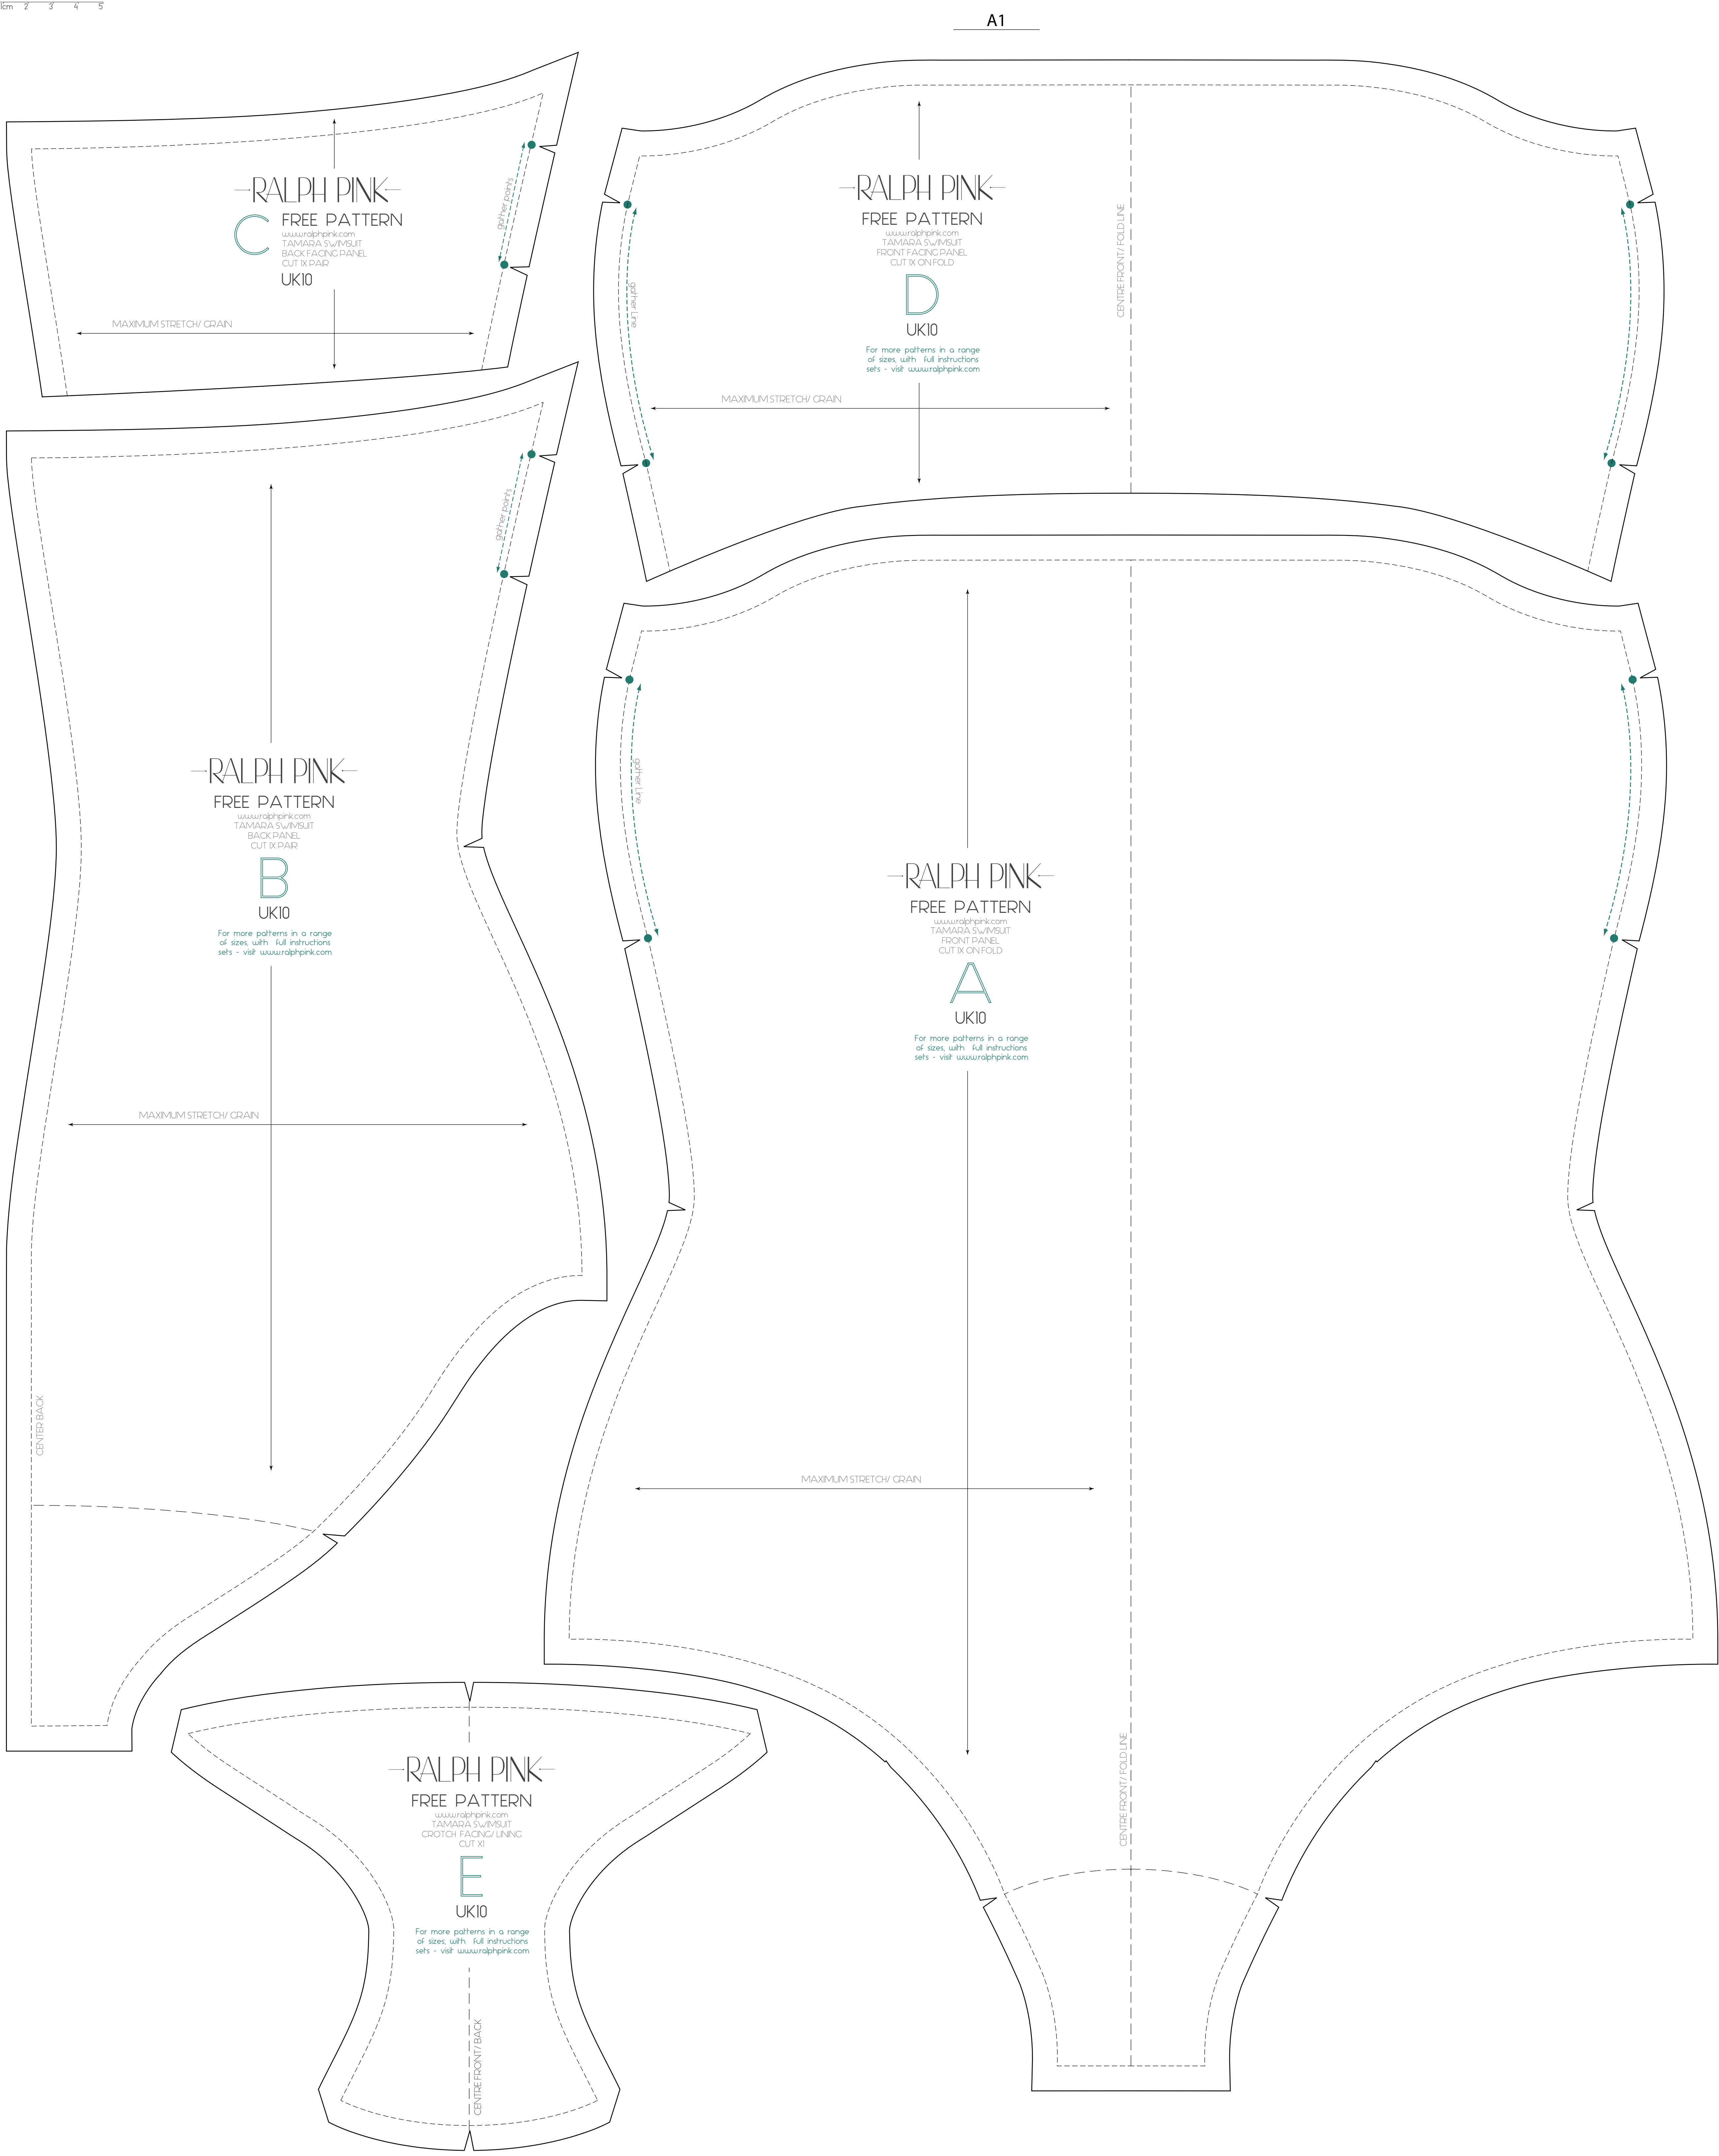 1cm 2 3 4 5
A1
RALPH PINK
C
FREE PATTERN
www.ralphpink.com
TAMARA SWIMSUIT
BACK FACING PANEL
CUT 1X PAIR
UK10
gather points
MAXIMUM STRETCH/ GRAIN
RALPH PINK
FREE PATTERN
www.ralphpink.com
TAMARA SWIMSUIT
FRONT FACING PANEL
CUT 1X ON FOLD
D
UK10
For more patterns in a range
of sizes, with full instructions
sets - visit www.ralphpink.com
gather Line
CENTRE FRONT/ FOLD LINE
MAXIMUM STRETCH/ GRAIN
gather points
RALPH PINK
FREE PATTERN
www.ralphpink.com
TAMARA SWIMSUIT
BACK PANEL
CUT 1X PAIR
B
UK10
For more patterns in a range
of sizes, with full instructions
sets - visit www.ralphpink.com
MAXIMUM STRETCH/ GRAIN
CENTER BACK
gather Line
RALPH PINK
FREE PATTERN
www.ralphpink.com
TAMARA SWIMSUIT
FRONT PANEL
CUT 1X ON FOLD
A
UK10
For more patterns in a range
of sizes, with full instructions
sets - visit www.ralphpink.com
MAXIMUM STRETCH/ GRAIN
CENTRE FRONT/ FOLD LINE
RALPH PINK
FREE PATTERN
www.ralphpink.com
TAMARA SWIMSUIT
CROTCH FACING/ LINING
CUT X1
E
UK10
For more patterns in a range
of sizes, with full instructions
sets - visit www.ralphpink.com
CENTRE FRONT/ BACK